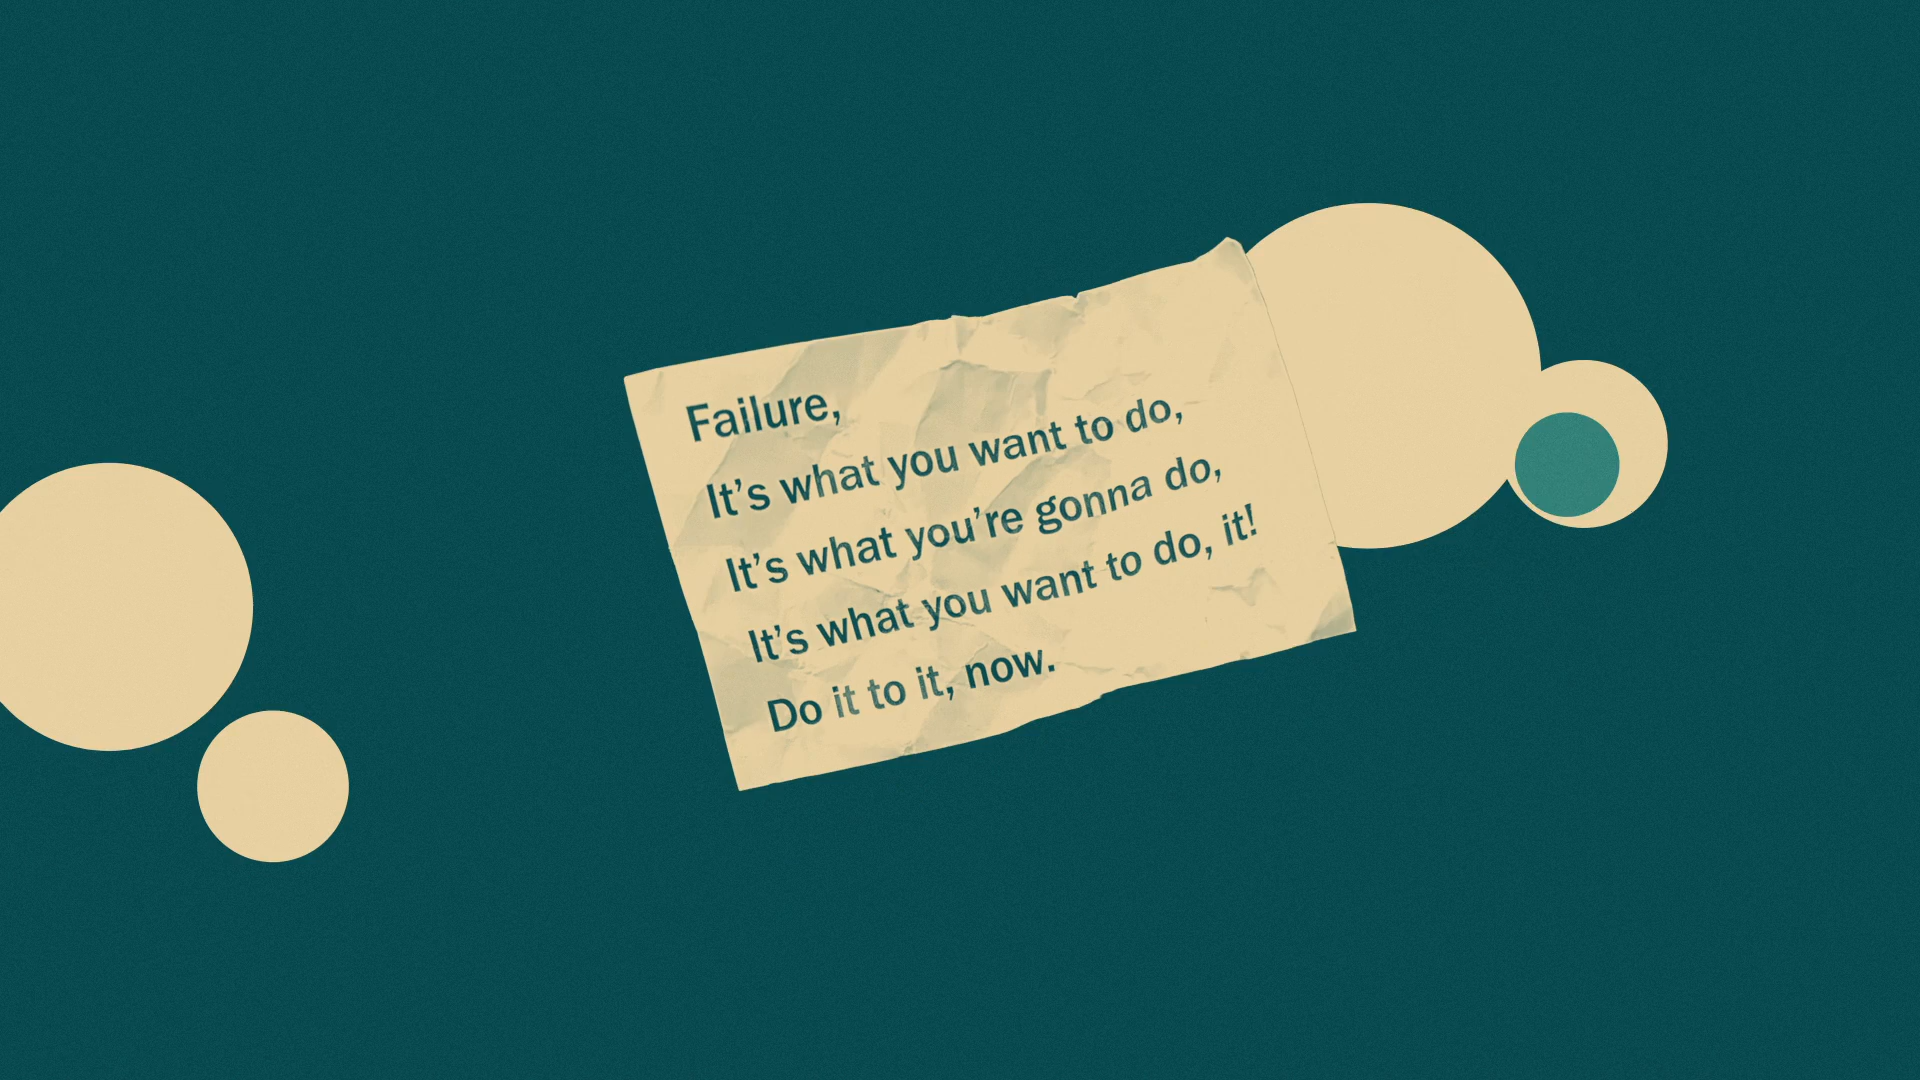 Failure,
It’s what you want to do,
It’s what you’re gonna do,
It’s what you want to do, it!
Do it to it, now.